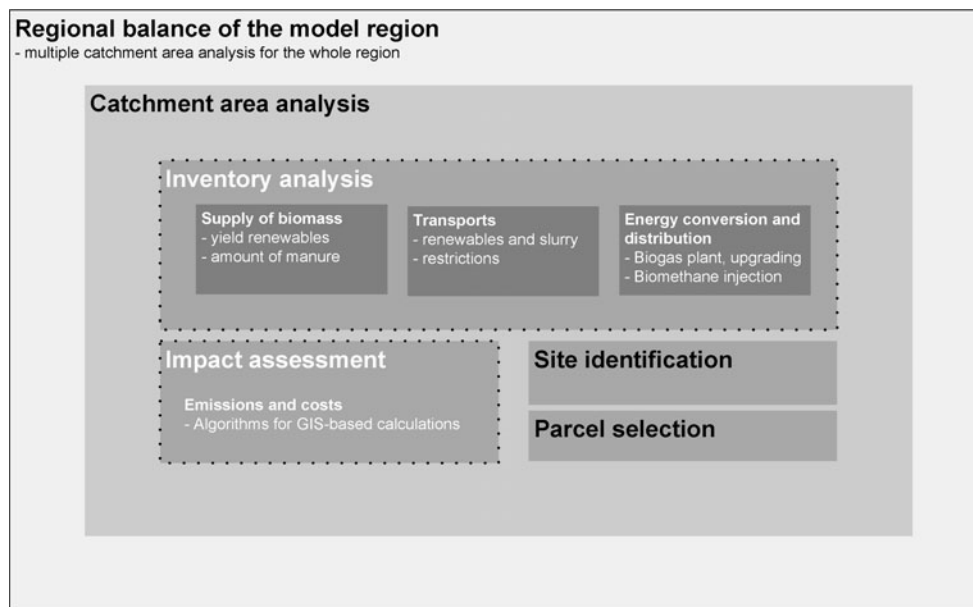 Regional balance of the model region
- multiple catchment area analysis for the whole region
Catchment area analysis
Inventory analysis
Supply of biomass
- yield renewables
- amount of manure
Transports
- renewables and slurry
- restrictions
Energy conversion and
distribution
- Biogas plant, upgrading
- Biomethane injection
Impact assessment
Emissions and costs
- Algorithms for GIS-based calculations
Site identification
Parcel selection